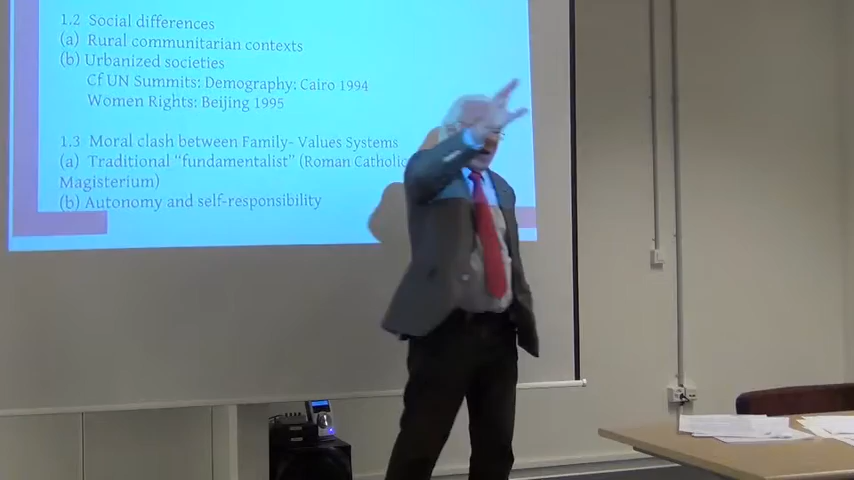 1.2 Social differences
(a) Rural communitarian contexts
(b) Urbanized societies
Cf UN Summits: Demography: Cairo 1994
Women Rights: Beijing 1995
1.3 Moral clash between Family- Values Systems
(a) Traditional "fundamentalist" (Roman Catholic
Magisterium)
(b) Autonomy and self-responsibility